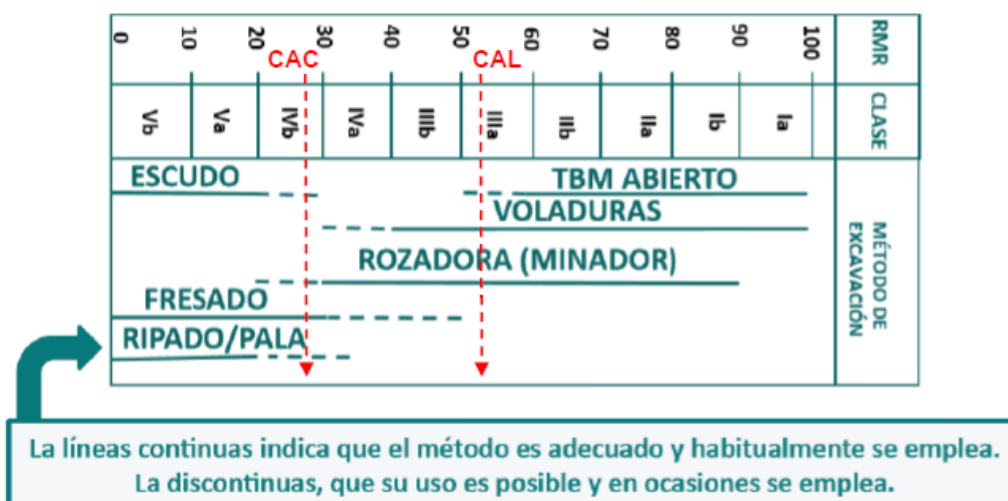 0 10 20 30 40 50 60 70 80 90 100 RMR
CAC CAL
Vb Va IVb IVa IIIb IIIa IIb IIa Ib Ia CLASE
ESCUDO TBM ABIERTO
VOLADURAS
ROZADORA (MINADOR)
FRESADO
RIPADO/PALA
MÉTODO DE
EXCAVACIÓN
La líneas continuas indica que el método es adecuado y habitualmente se emplea.
La discontinuas, que su uso es posible y en ocasiones se emplea.